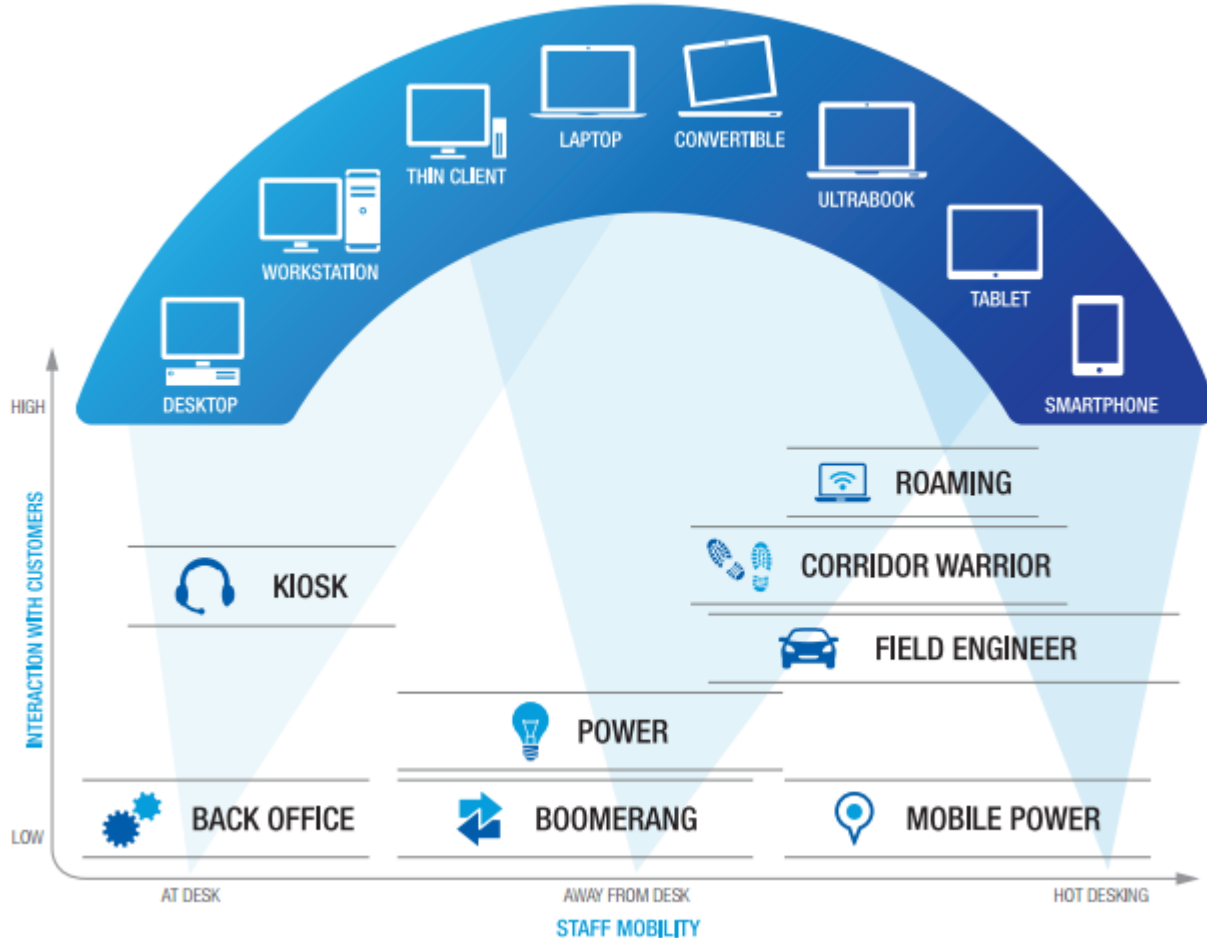 LAPTOP
CONVERTIBLE
THIN CLIENT
ULTRABOOK
WORKSTATION
TABLET
DESKTOP
SMARTPHONE
HIGH
INTERACTION WITH CUSTOMERS
LOW
ROAMING
CORRIDOR WARRIOR
KIOSK
FIELD ENGINEER
POWER
BACK OFFICE
BOOMERANG
MOBILE POWER
AT DESK
AWAY FROM DESK
HOT DESKING
STAFF MOBILITY